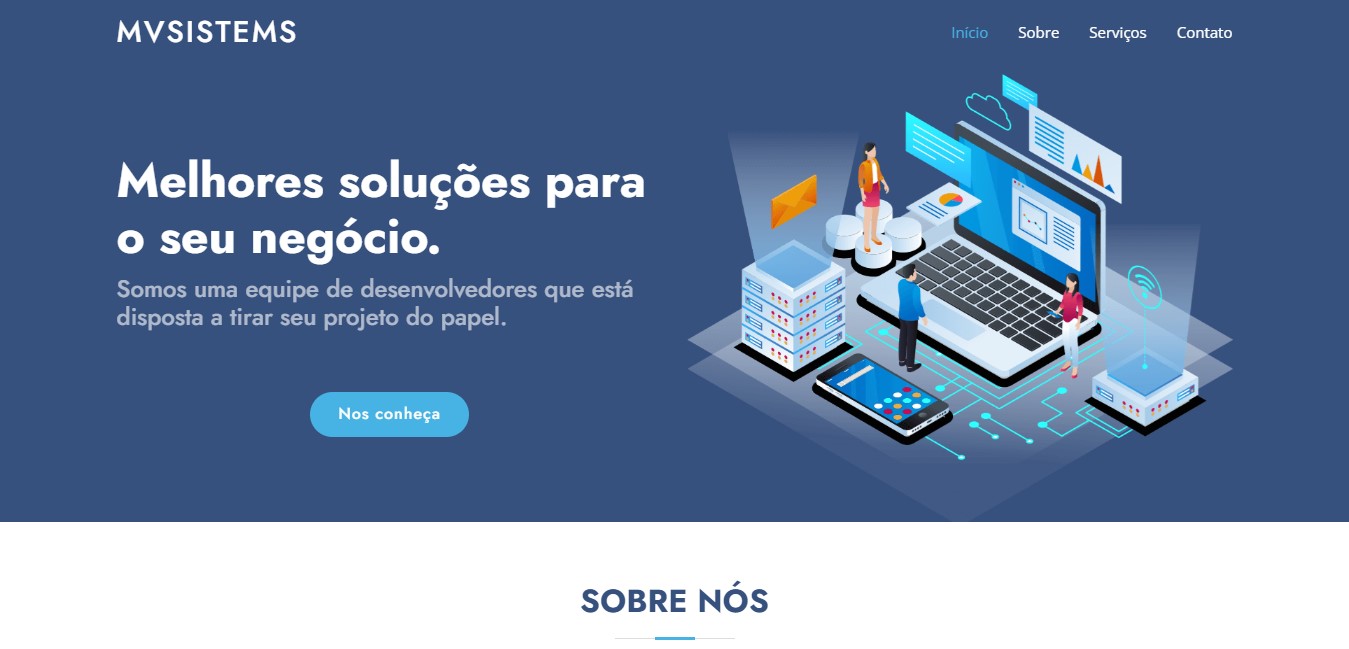 MVSISTEMS
Início
Sobre
Serviços
Contato
Melhores soluções para
o seu negócio.
Somos uma equipe de desenvolvedores que está
disposta a tirar seu projeto do papel.
Nos conheça
SOBRE NÓS